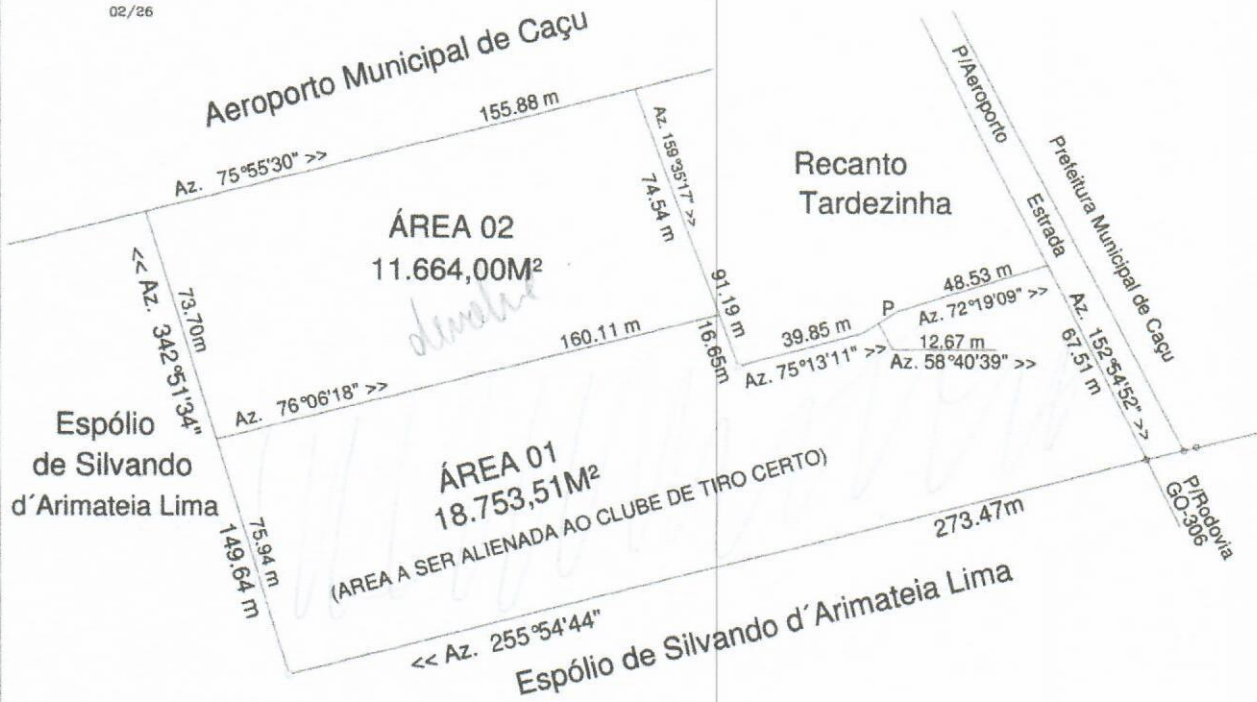 02/26
Aeroporto Municipal de Caçu
155.88 m
Az. 75°55'30" >>
Az. 159°35'17" >>
74.54 m
91.19 m
16.65m
ÁREA 02
11.664,00M²
devolve
<< Az. 342°51'34"
73.70m
160.11 m
Az. 76°06'18" >>
Recanto
Tardezinha
P/Aeroporto
Estrada
Prefeitura Municipal de Caçu
48.53 m
P
Az. 72°19'09" >>
39.85 m
12.67 m
Az. 75°13'11" >>
Az. 58°40'39" >>
Az. 152°54'52" >>
67.51 m
Espólio
de Silvando
d´Arimateia Lima
75.94 m
149.64 m
ÁREA 01
18.753,51M²
(AREA A SER ALIENADA AO CLUBE DE TIRO CERTO)
273.47m
P/Rodovia
GO-306
<< Az. 255°54'44"
Espólio de Silvando d´Arimateia Lima